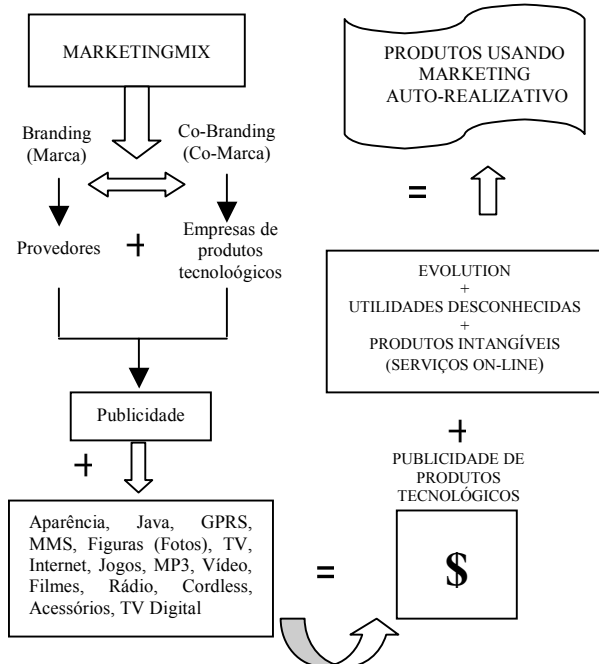 MARKETINGMIX
Branding
(Marca)
Co-Branding
(Co-Marca)
Provedores
+
Empresas de
produtos
tecnoloógicos
Publicidade
+
Aparência, Java, GPRS,
MMS, Figuras (Fotos), TV,
Internet, Jogos, MP3, Vídeo,
Filmes, Rádio, Cordless,
Acessórios, TV Digital
=
PRODUTOS USANDO
MARKETING
AUTO-REALIZATIVO
=
EVOLUTION
+
UTILIDADES DESCONHECIDAS
+
PRODUTOS INTANGÍVEIS
(SERVIÇOS ON-LINE)
+
PUBLICIDADE DE
PRODUTOS
TECNOLÓGICOS
$